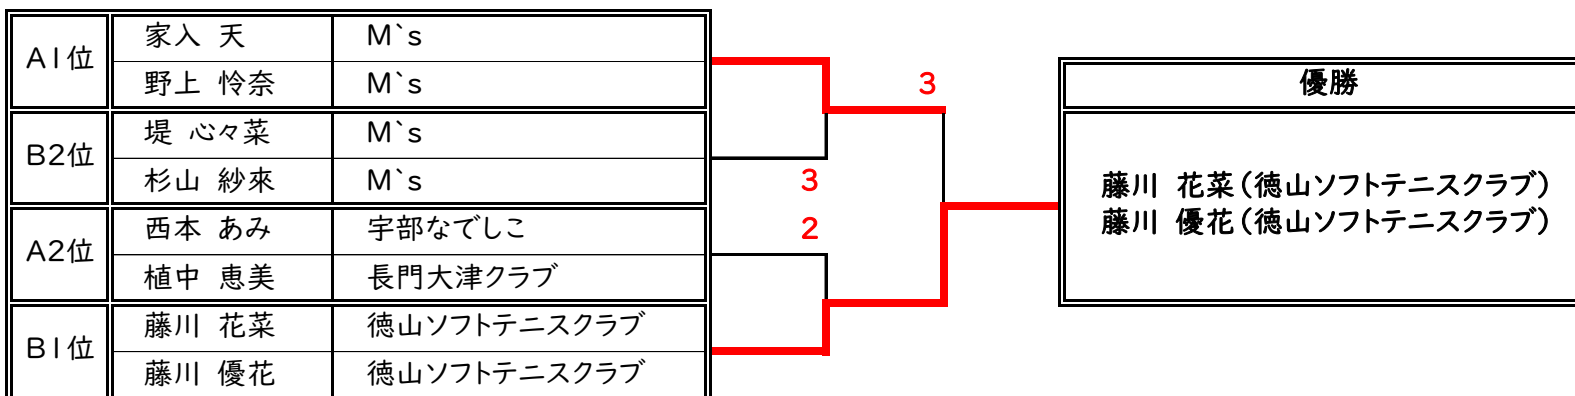 A1位
家入 天 M`s
野上 怜奈 M`s
B2位
堤 心々菜 M`s
杉山 紗來 M`s
A2位
西本 あみ 宇部なでしこ
植中 恵美 長門大津クラブ
B1位
藤川 花菜 徳山ソフトテニスクラブ
藤川 優花 徳山ソフトテニスクラブ
3
3
2
優勝
藤川 花菜(徳山ソフトテニスクラブ)
藤川 優花(徳山ソフトテニスクラブ)